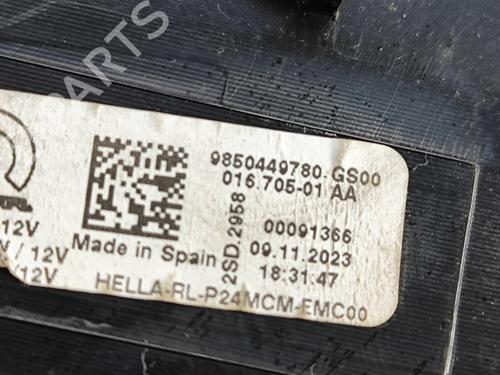 9850449780-GS00
016.705-01 AA
2SD.2958
00091366
09.11.2023
18:31:47
12V
/ 12V
/12V
Made in Spain
HELLA-RL-P24MCM-EMC00
B-PARTS